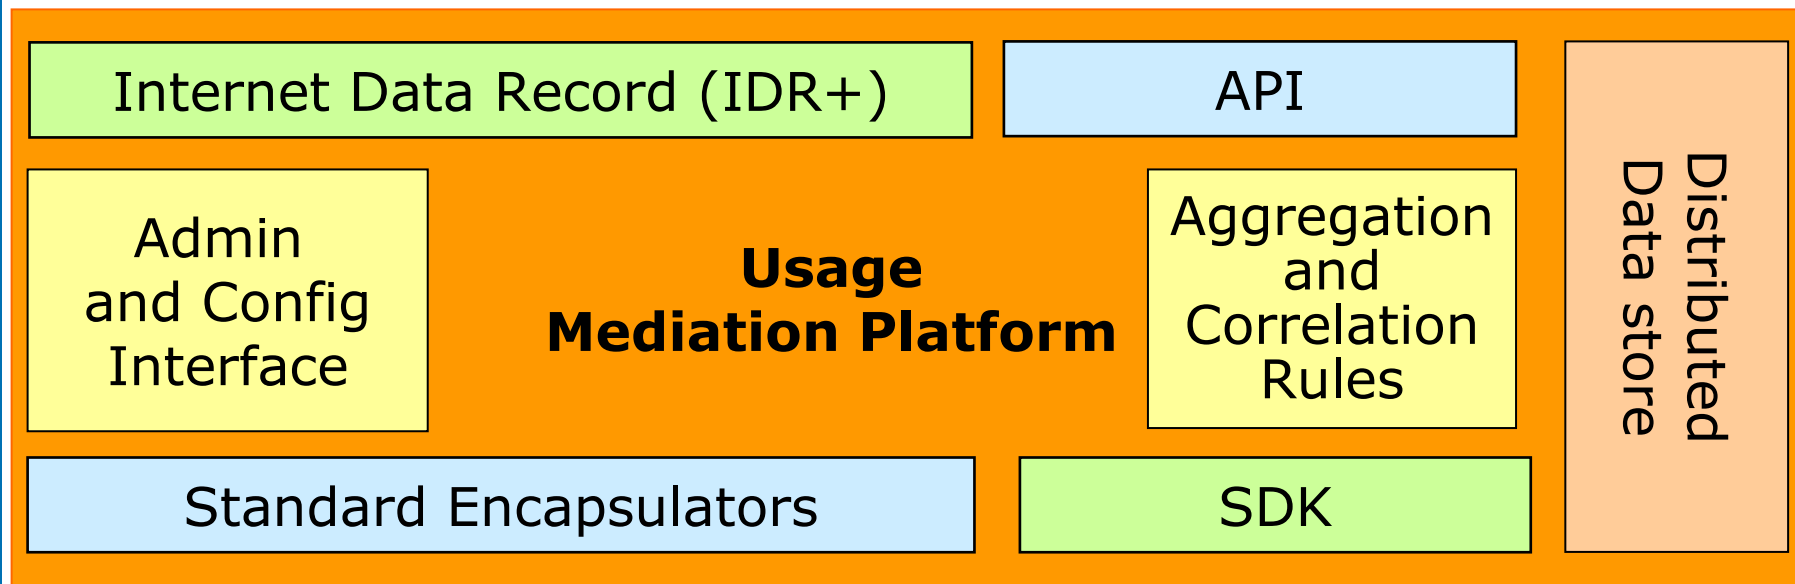 Internet Data Record (IDR+)
API
Admin
and Config
Interface
Usage
Mediation Platform
Aggregation
and
Correlation
Rules
Distributed
Data store
Standard Encapsulators
SDK